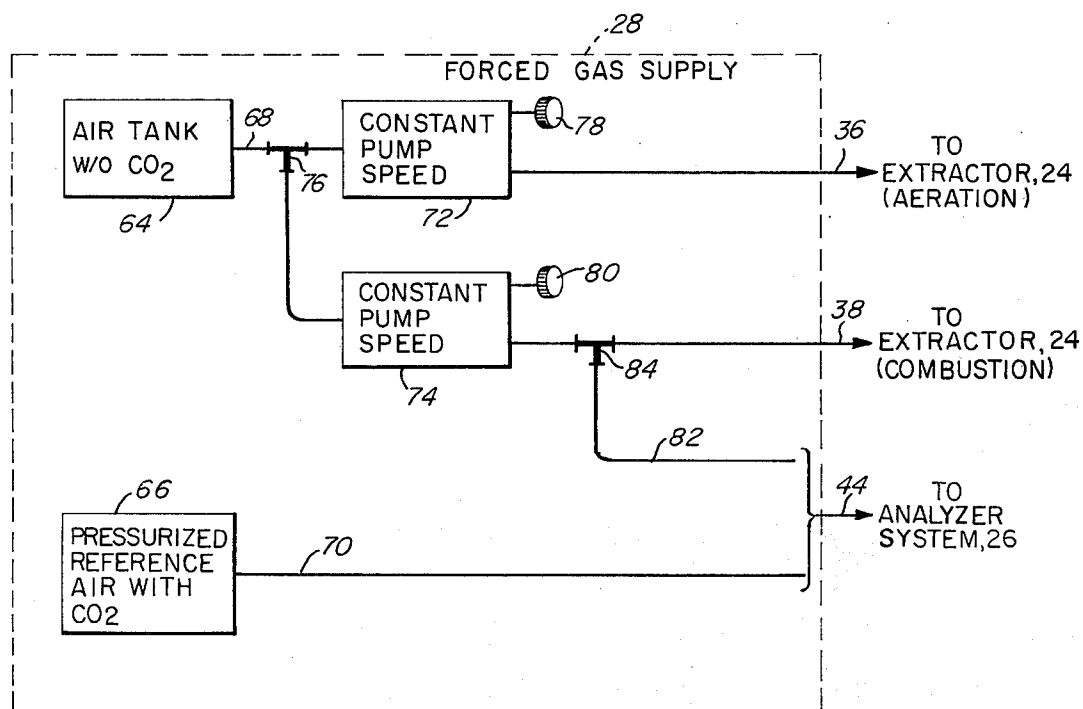 28
FORCED GAS SUPPLY
AIR TANK
W/O CO2
64
68
76
CONSTANT
PUMP
SPEED
72
78
36
TO
EXTRACTOR,24
(AERATION)
CONSTANT
PUMP
SPEED
74
80
84
38
TO
EXTRACTOR,24
(COMBUSTION)
82
66
PRESSURIZED
REFERENCE
AIR WITH
CO2
70
44
TO
ANALYZER
SYSTEM,26